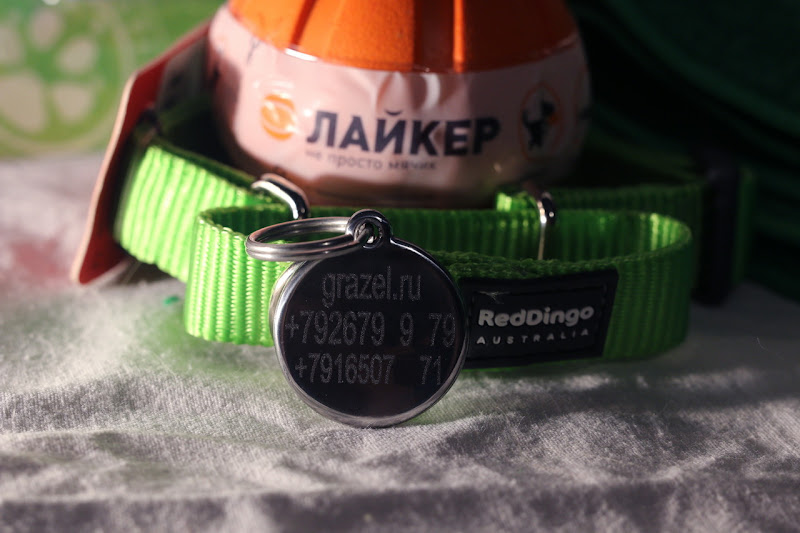 ЛАЙКЕР
не просто мячик
grazel.ru
+792679 9 79
+7916507 71
RedDingo
AUSTRALIA